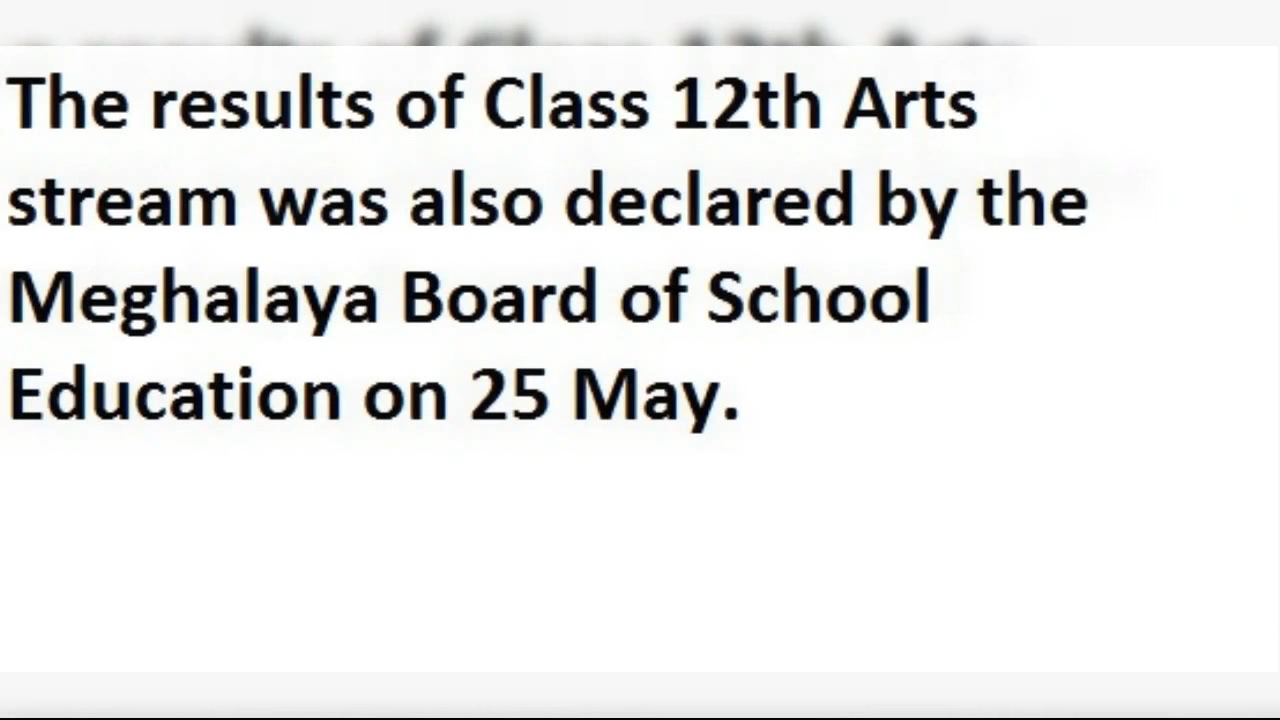 The results of Class 12th Arts
stream was also declared by the
Meghalaya Board of School
Education on 25 May.